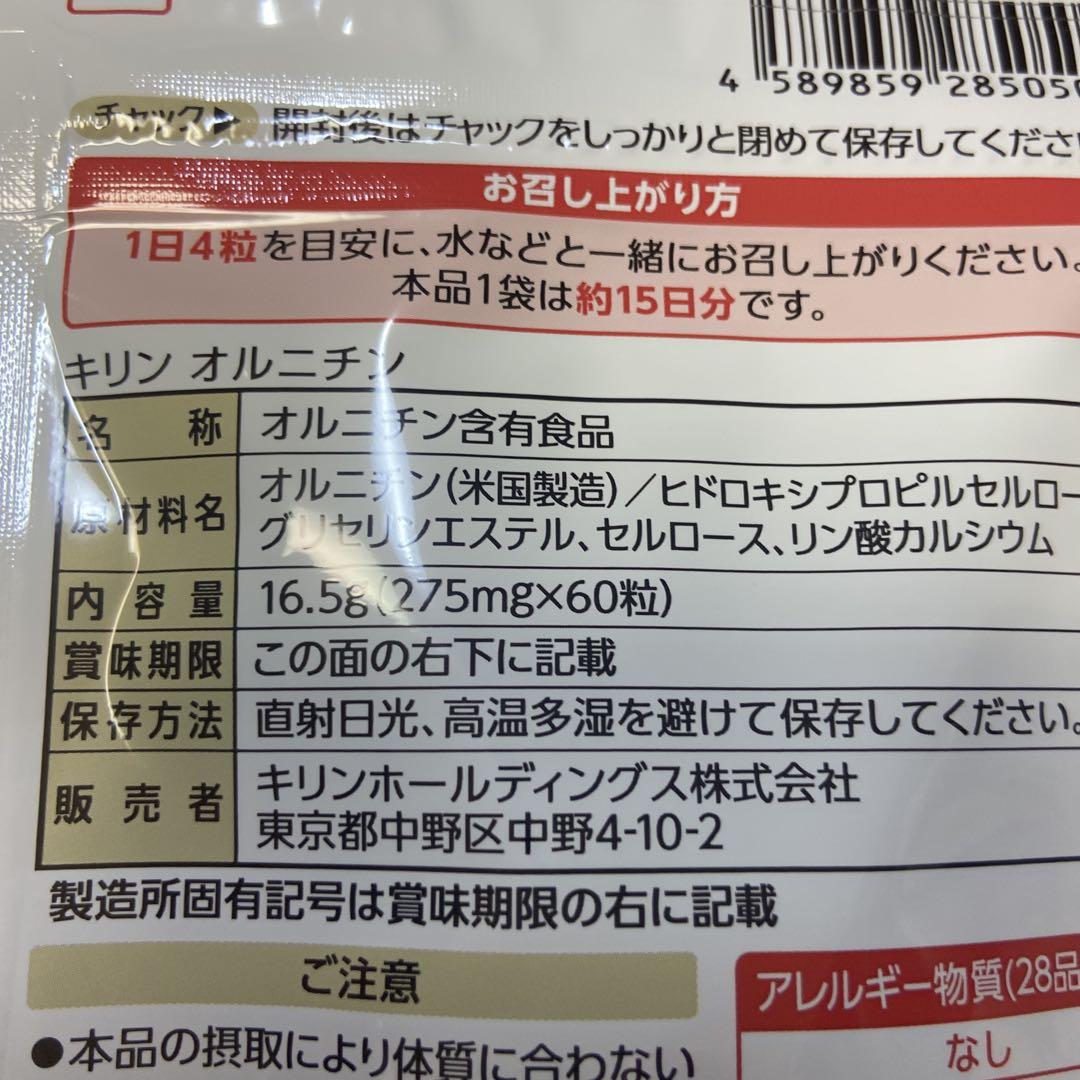 4 589859 285050
チャック▶ 開封後はチャックをしっかりと閉めて保存してくださ
お召し上がり方
1日4粒を目安に、水などと一緒にお召し上がりください。
本品1袋は約15日分です。
キリン オルニチン
名称 オルニチン含有食品
原材料名 オルニチン(米国製造)/ヒドロキシプロピルセルロー
グリセリンエステル、セルロース、リン酸カルシウム
内容量 16.5g(275mg×60粒)
賞味期限 この面の右下に記載
保存方法 直射日光、高温多湿を避けて保存してください。
販売者 キリンホールディングス株式会社
東京都中野区中野4-10-2
製造所固有記号は賞味期限の右に記載
ご注意
●本品の摂取により体質に合わない
アレルギー物質(28品
なし